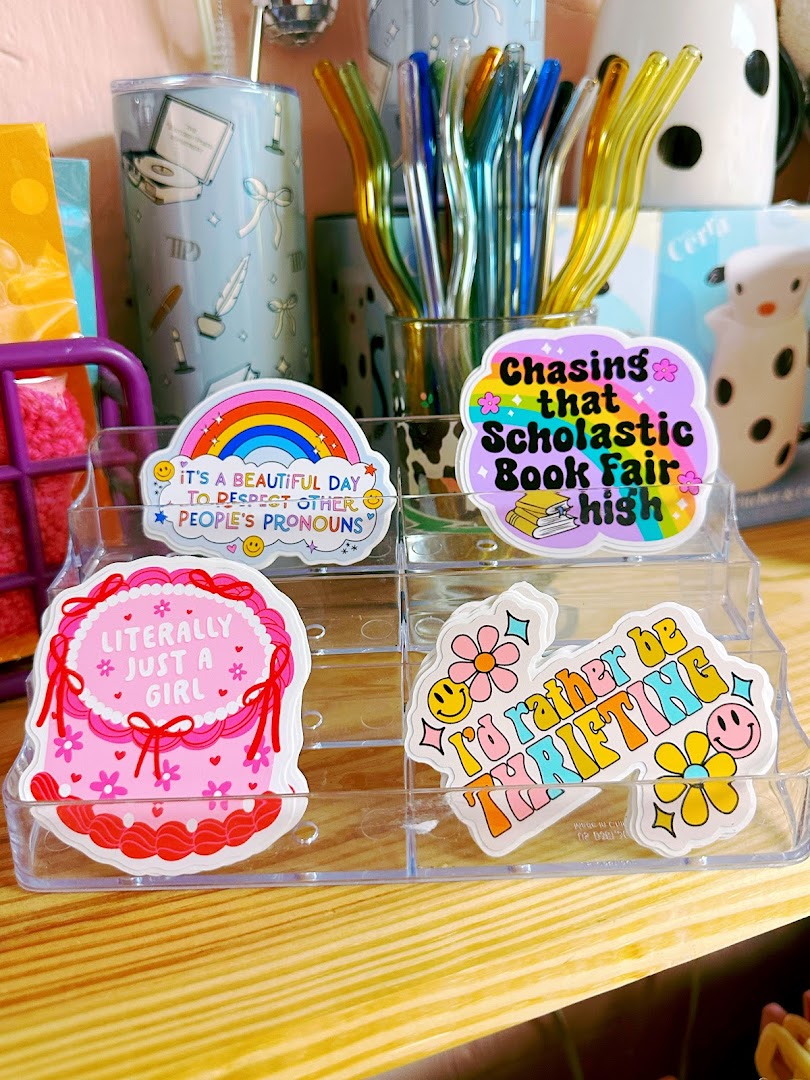 IT'S A BEAUTIFUL DAY
TO RESPECT OTHER
PEOPLE'S PRONOUNS
Chasing
that
Scholastic
Book Fair
high
LITERALLY
JUST A
GIRL
I'd rather be
THRIFTING